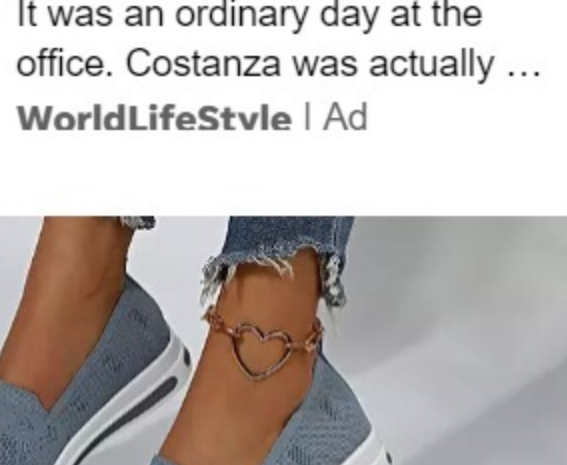 It was an ordinary day at the
office. Costanza was actually ...
WorldLifeStyle | Ad